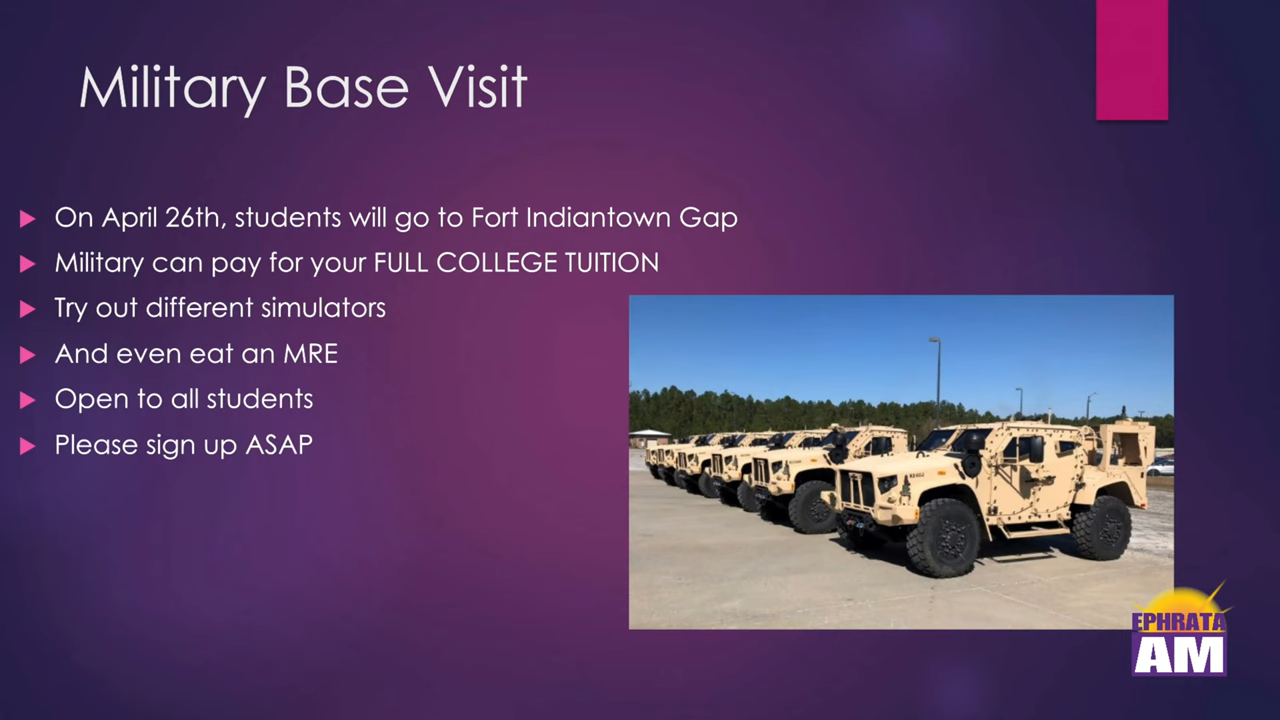 Military Base Visit
On April 26th, students will go to Fort Indiantown Gap
Military can pay for your FULL COLLEGE TUITION
Try out different simulators
And even eat an MRE
Open to all students
Please sign up ASAP
EPHRATA
AM